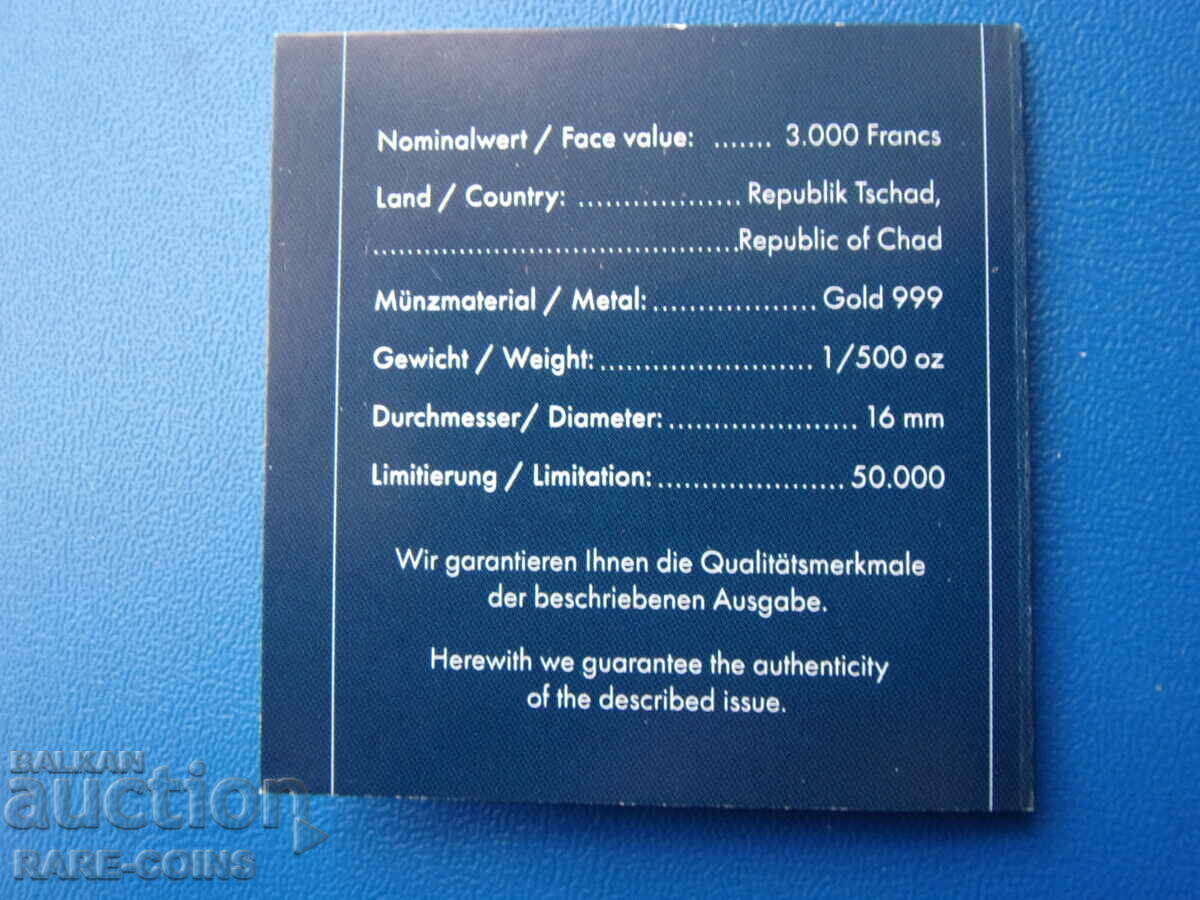 Nominalwert / Face value: ....... 3.000 Francs
Land / Country: .................. Republik Tschad,
.........................................Republic of Chad
Münzmaterial / Metal:.................. Gold 999
Gewicht / Weight:........................ 1/500 oz
Durchmesser/ Diameter:..................... 16 mm
Limitierung / Limitation:..................... 50.000
Wir garantieren Ihnen die Qualitätsmerkmale
der beschriebenen Ausgabe.
Herewith we guarantee the authenticity
of the described issue.
BALKAN
auction
RARE-COINS